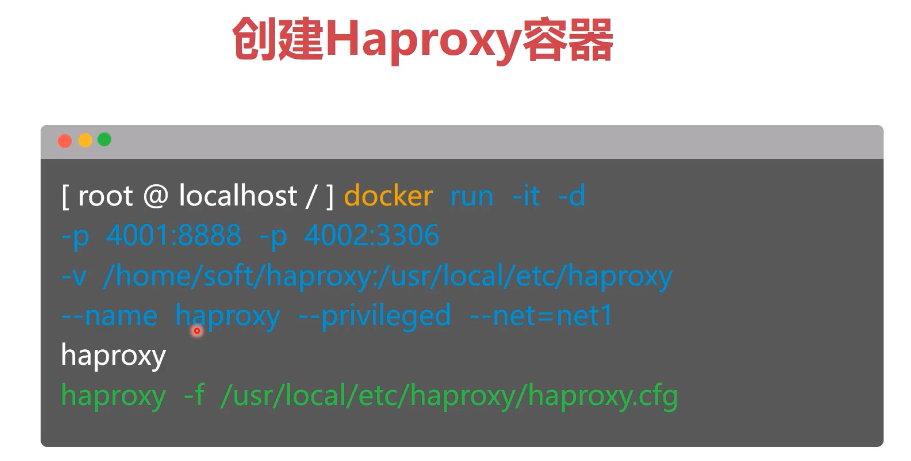 创建Haproxy容器
[ root @ localhost / ] docker run -it -d
-p 4001:8888 -p 4002:3306
-v /home/soft/haproxy:/usr/local/etc/haproxy
--name haproxy --privileged --net=net1
haproxy
haproxy -f /usr/local/etc/haproxy/haproxy.cfg